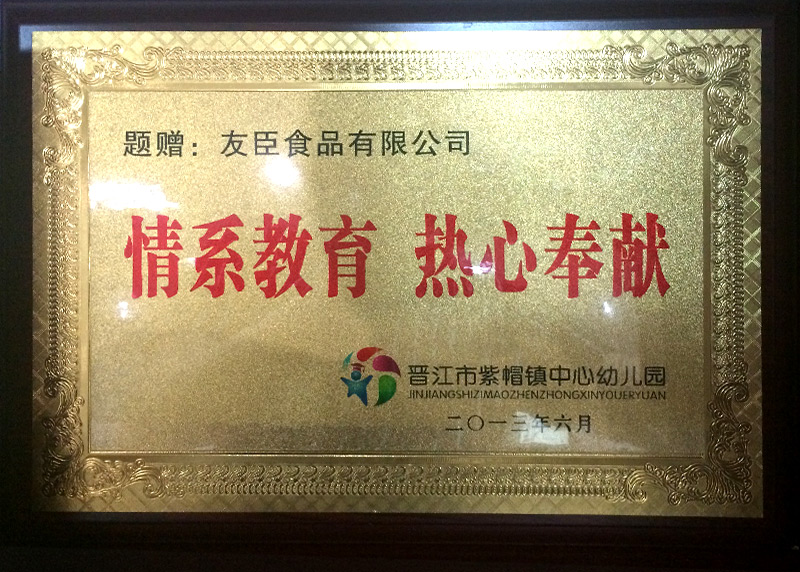 题赠：友臣食品有限公司
情系教育 热心奉献
晋江市紫帽镇中心幼儿园
JINJIANGSHIZIMAOZHENZHONGXINYOUERYUAN
二〇一三年六月